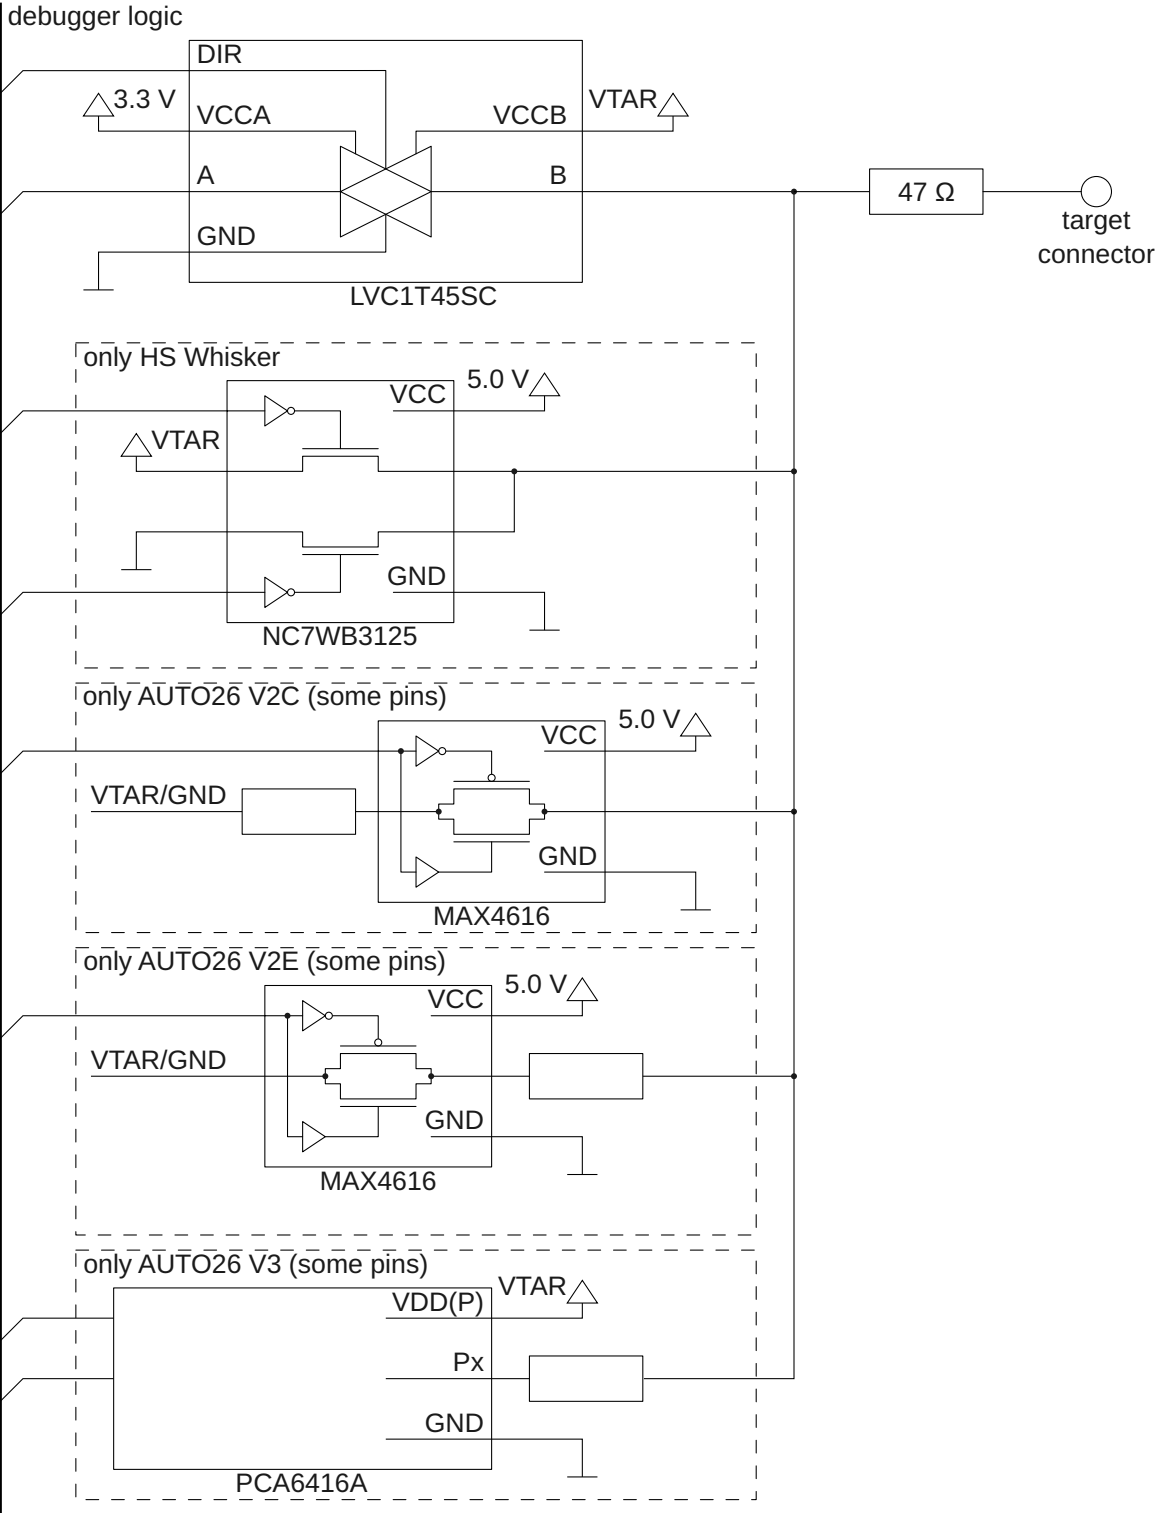 debugger logic
DIR
3.3 V
VCCA
VCCB
VTAR
A
B
47 Ω
target
connector
GND
LVC1T45SC
only HS Whisker
VCC
5.0 V
VTAR
GND
NC7WB3125
only AUTO26 V2C (some pins)
VCC
5.0 V
VTAR/GND
GND
MAX4616
only AUTO26 V2E (some pins)
VCC
5.0 V
VTAR/GND
GND
MAX4616
only AUTO26 V3 (some pins)
VDD(P)
VTAR
Px
GND
PCA6416A